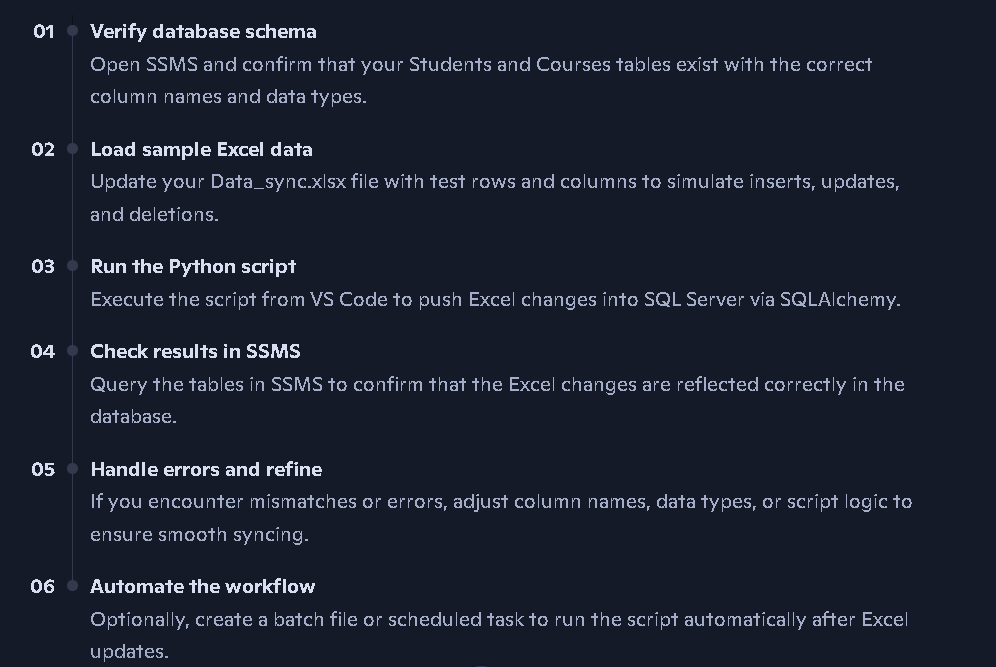 01 Verify database schema
Open SSMS and confirm that your Students and Courses tables exist with the correct
column names and data types.
02 Load sample Excel data
Update your Data_sync.xlsx file with test rows and columns to simulate inserts, updates,
and deletions.
03 Run the Python script
Execute the script from VS Code to push Excel changes into SQL Server via SQLAlchemy.
04 Check results in SSMS
Query the tables in SSMS to confirm that the Excel changes are reflected correctly in the
database.
05 Handle errors and refine
If you encounter mismatches or errors, adjust column names, data types, or script logic to
ensure smooth syncing.
06 Automate the workflow
Optionally, create a batch file or scheduled task to run the script automatically after Excel
updates.